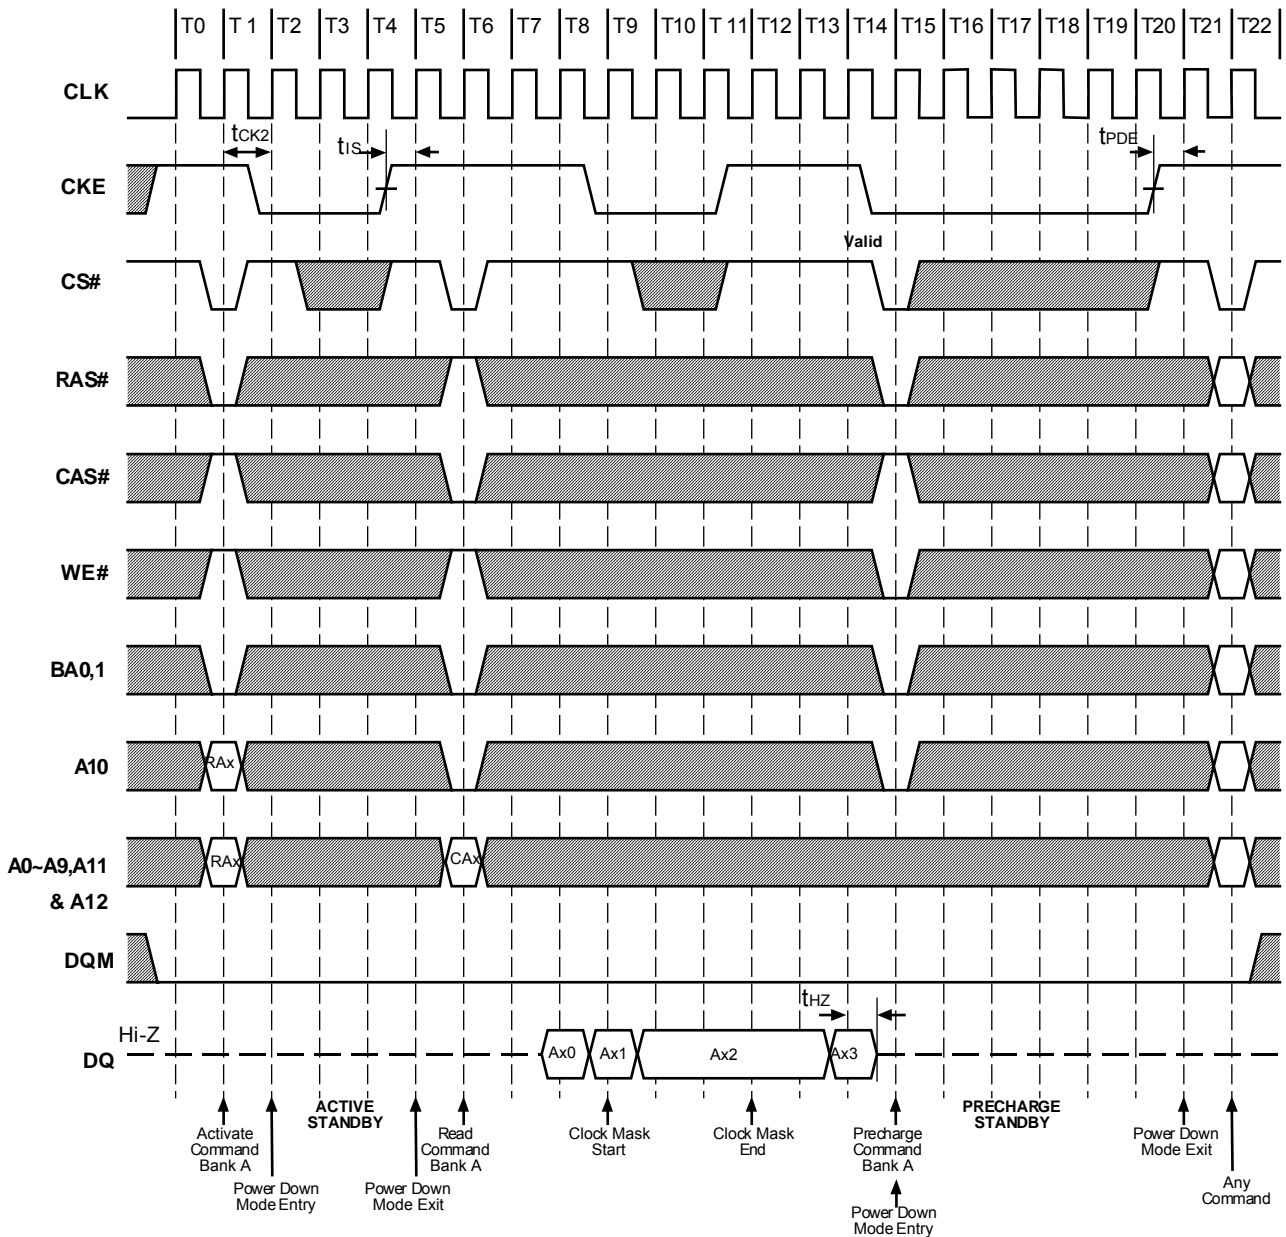 T0 T 1 T2 T3 T4 T5 T6 T7 T8 T9 T10 T 11 T12 T13 T14 T15 T16 T17 T18 T19 T20 T21 T22
CLK
tCK2
tIS
tPDE
CKE
Valid
CS#
RAS#
CAS#
WE#
BA0,1
A10
RAx
A0~A9,A11
& A12
RAx
CAx
DQM
tHZ
Hi-Z
DQ
Ax0
Ax1
Ax2
Ax3
ACTIVE
STANDBY
PRECHARGE
STANDBY
Activate
Command
Bank A
Read
Command
Bank A
Clock Mask
Start
Clock Mask
End
Precharge
Command
Bank A
Power Down
Mode Exit
Power Down
Mode Entry
Power Down
Mode Exit
Any
Command
Power Down
Mode Entry